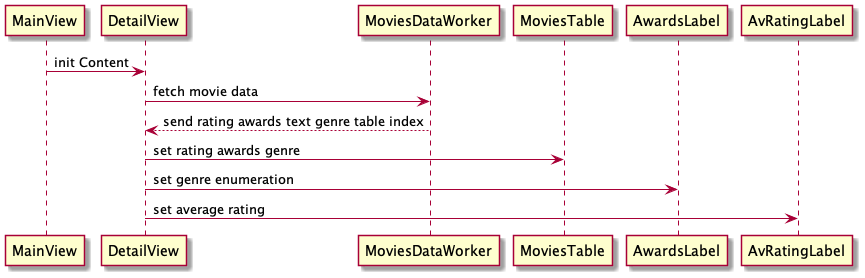 MainView DetailView MoviesDataWorker MoviesTable AwardsLabel AvRatingLabel
init Content
fetch movie data
send rating awards text genre table index
set rating awards genre
set genre enumeration
set average rating
MainView DetailView MoviesDataWorker MoviesTable AwardsLabel AvRatingLabel